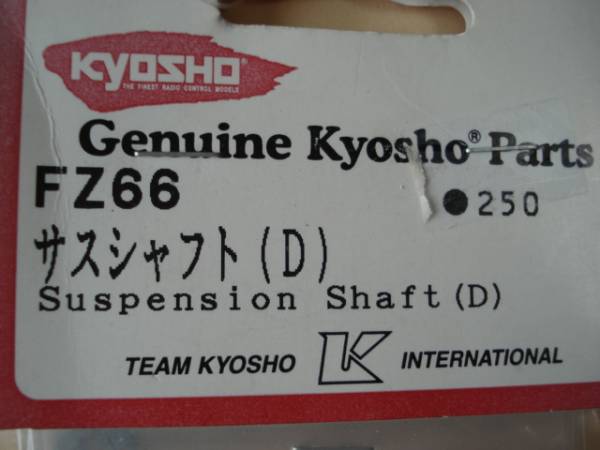 KYOSHO
THE FINEST RADIO CONTROL MODELS
Genuine Kyosho® Parts
FZ66
●250
サスシャフト(D)
Suspension Shaft(D)
TEAM KYOSHO K INTERNATIONAL